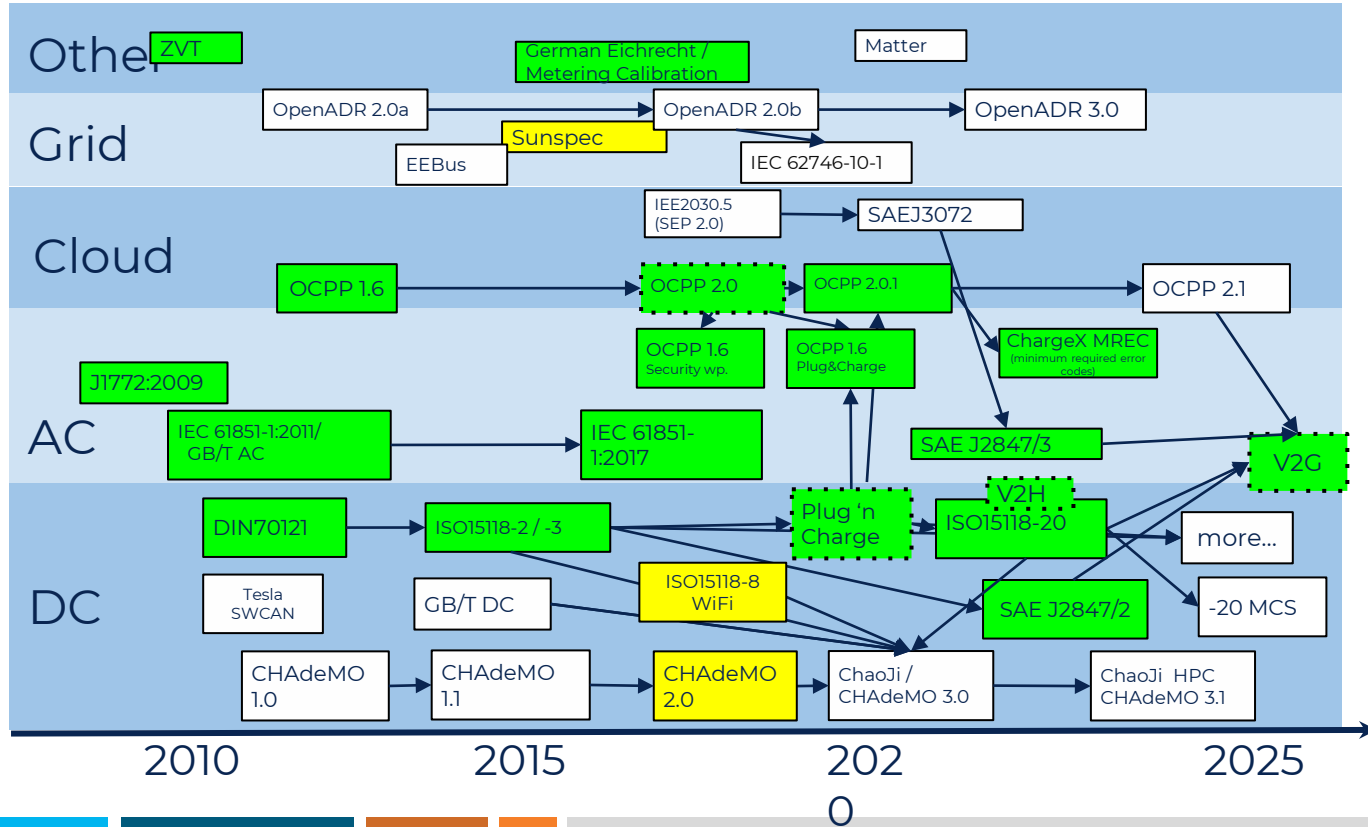 Other
ZVT
German Eichrecht /
Metering Calibration
Matter
Grid
OpenADR 2.0a
OpenADR 2.0b
OpenADR 3.0
Sunspec
EEBus
IEC 62746-10-1
Cloud
IEE2030.5
(SEP 2.0)
SAEJ3072
OCPP 1.6
OCPP 2.0
OCPP 2.0.1
OCPP 2.1
AC
OCPP 1.6
Security wp.
OCPP 1.6
Plug&Charge
ChargeX MREC
(minimum required error
codes)
J1772:2009
IEC 61851-1:2011/
GB/T AC
IEC 61851-
1:2017
SAE J2847/3
V2G
DC
DIN70121
ISO15118-2 / -3
Plug ‘n
Charge
V2H
ISO15118-20
more...
Tesla
SWCAN
GB/T DC
ISO15118-8
WiFi
SAE J2847/2
-20 MCS
CHAdeMO
1.0
CHAdeMO
1.1
CHAdeMO
2.0
ChaoJi /
CHAdeMO 3.0
ChaoJi HPC
CHAdeMO 3.1
2010
2015
202
0
2025